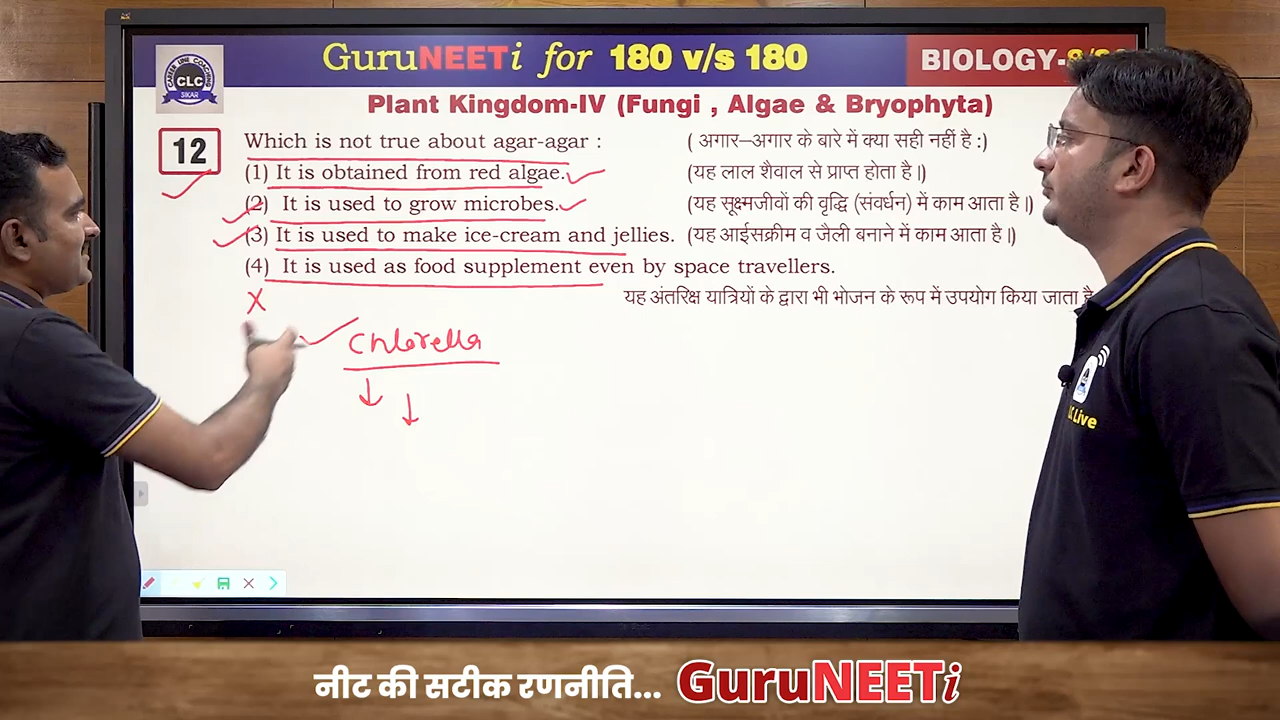 GuruNEETi for 180 v/s 180
BIOLOGY-
CLC
SIKAR
Plant Kingdom-IV (Fungi , Algae & Bryophyta)
12
Which is not true about agar-agar : ( अगार–अगार के बारे में क्या सही नहीं है :)
(1) It is obtained from red algae. (यह लाल शैवाल से प्राप्त होता है।)
(2) It is used to grow microbes. (यह सूक्ष्मजीवों की वृद्धि (संवर्धन) में काम आता है।)
(3) It is used to make ice-cream and jellies. (यह आईसक्रीम व जैली बनाने में काम आता है।)
(4) It is used as food supplement even by space travellers.
यह अंतरिक्ष यात्रियों के द्वारा भी भोजन के रूप में उपयोग किया जाता है
X
Chlorella
Live
नीट की सटीक रणनीति... GuruNEETi